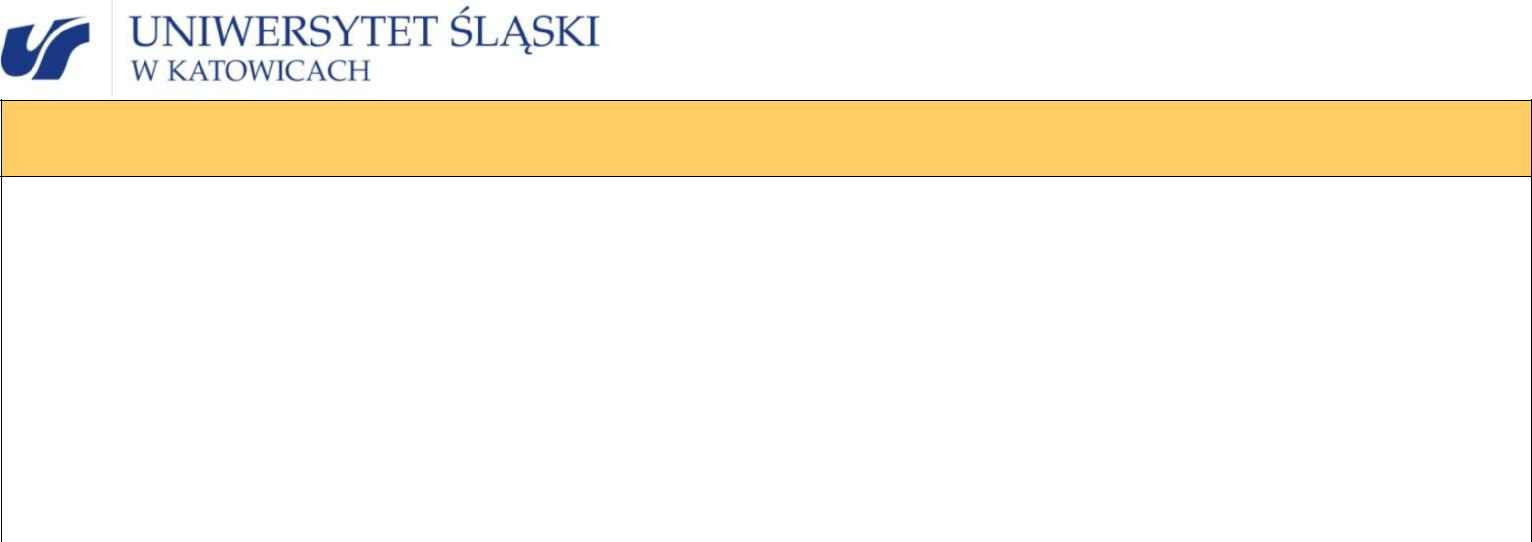 UNIWERSYTET ŚLĄSKI
W KATOWICACH